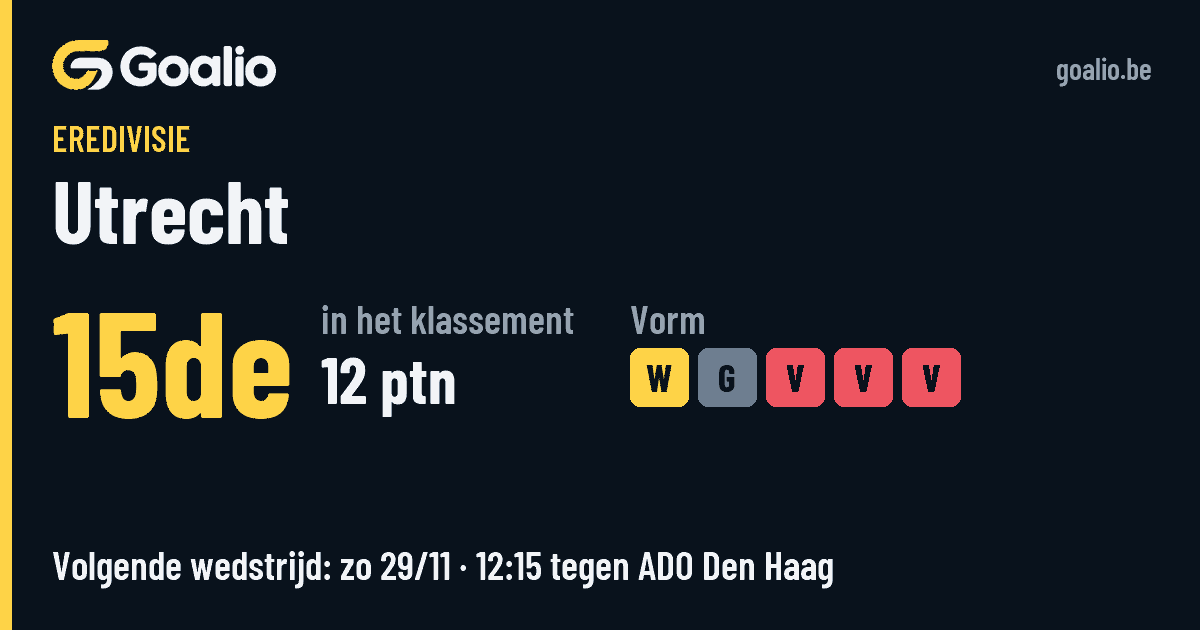 Goalio
goalio.be
EREDIVISIE
Utrecht
15de
in het klassement
12 ptn
Vorm
W G V V V
Volgende wedstrijd: zo 29/11 · 12:15 tegen ADO Den Haag